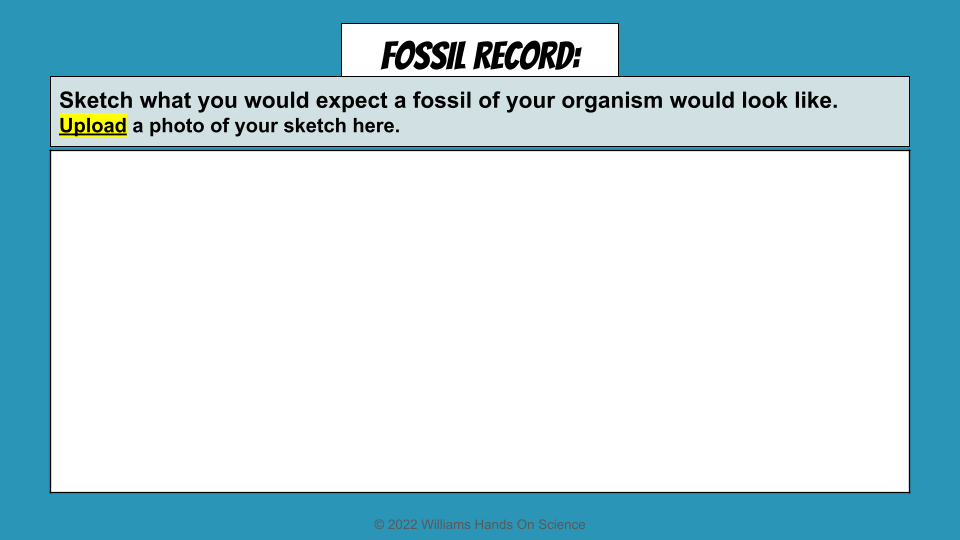 FOSSIL RECORD:
Sketch what you would expect a fossil of your organism would look like.
Upload a photo of your sketch here.
© 2022 Williams Hands On Science